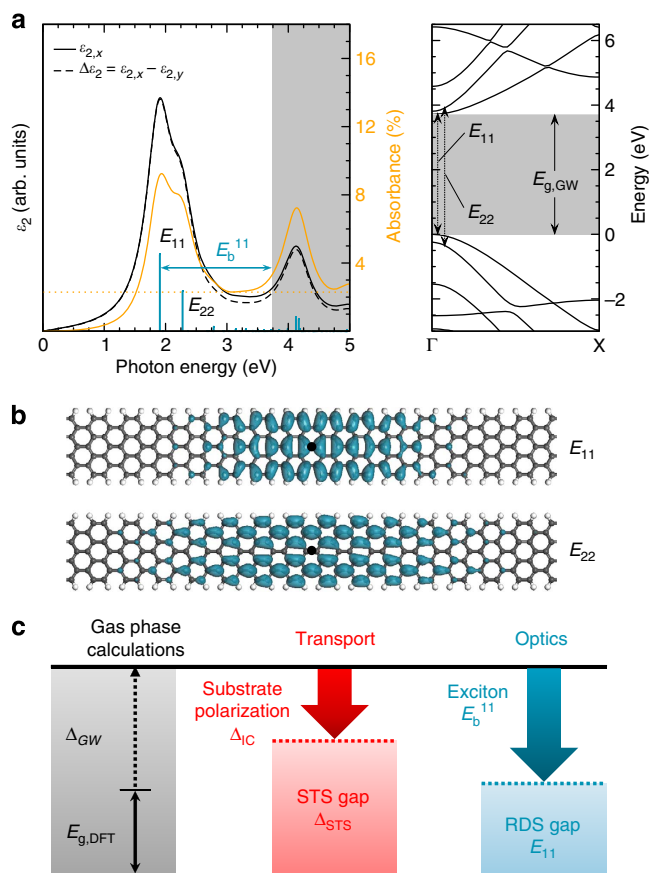 a
ε2,x
Δε2 = ε2,x − ε2,y
ε2 (arb. units)
Absorbance (%)
16
12
8
4
E11
Eb11
E22
0 1 2 3 4 5
Photon energy (eV)
E11
E22
Eg,GW
Energy (eV)
6
4
2
0
−2
Γ X
b
E11
E22
c
Gas phase
calculations
Transport
Optics
Substrate
polarization
ΔIC
Exciton
Eb11
ΔGW
Eg,DFT
STS gap
ΔSTS
RDS gap
E11